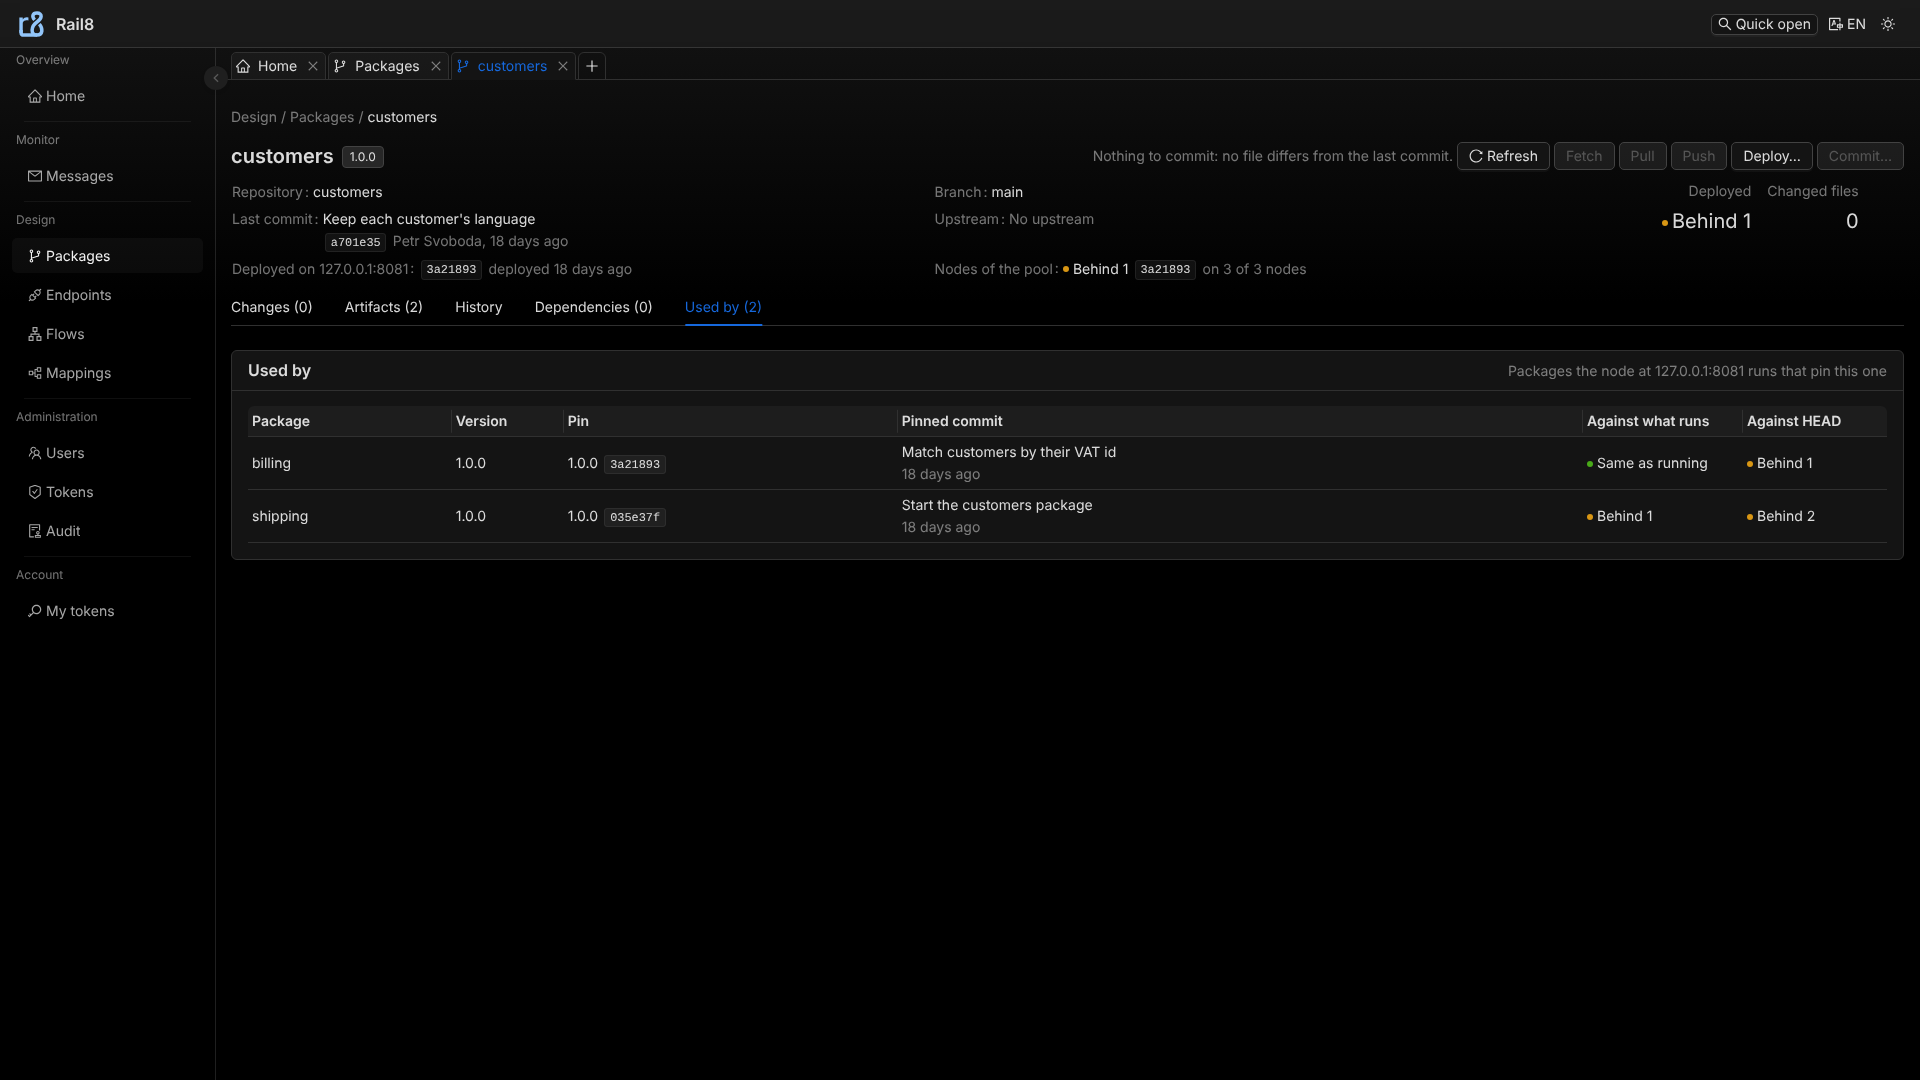 Rail8
Quick open
EN
Overview
Home
Monitor
Messages
Design
Packages
Endpoints
Flows
Mappings
Administration
Users
Tokens
Audit
Account
My tokens
Home
Packages
customers
Design / Packages / customers
customers 1.0.0
Nothing to commit: no file differs from the last commit.
Refresh
Fetch
Pull
Push
Deploy...
Commit...
Repository: customers
Branch: main
Deployed
Behind 1
Changed files
0
Last commit: Keep each customer's language
a701e35 Petr Svoboda, 18 days ago
Upstream: No upstream
Deployed on 127.0.0.1:8081: 3a21893 deployed 18 days ago
Nodes of the pool: Behind 1 3a21893 on 3 of 3 nodes
Changes (0)
Artifacts (2)
History
Dependencies (0)
Used by (2)
Used by
Packages the node at 127.0.0.1:8081 runs that pin this one
Package Version Pin Pinned commit Against what runs Against HEAD
billing 1.0.0 1.0.0 3a21893 Match customers by their VAT id Same as running Behind 1
18 days ago
shipping 1.0.0 1.0.0 035e37f Start the customers package Behind 1 Behind 2
18 days ago